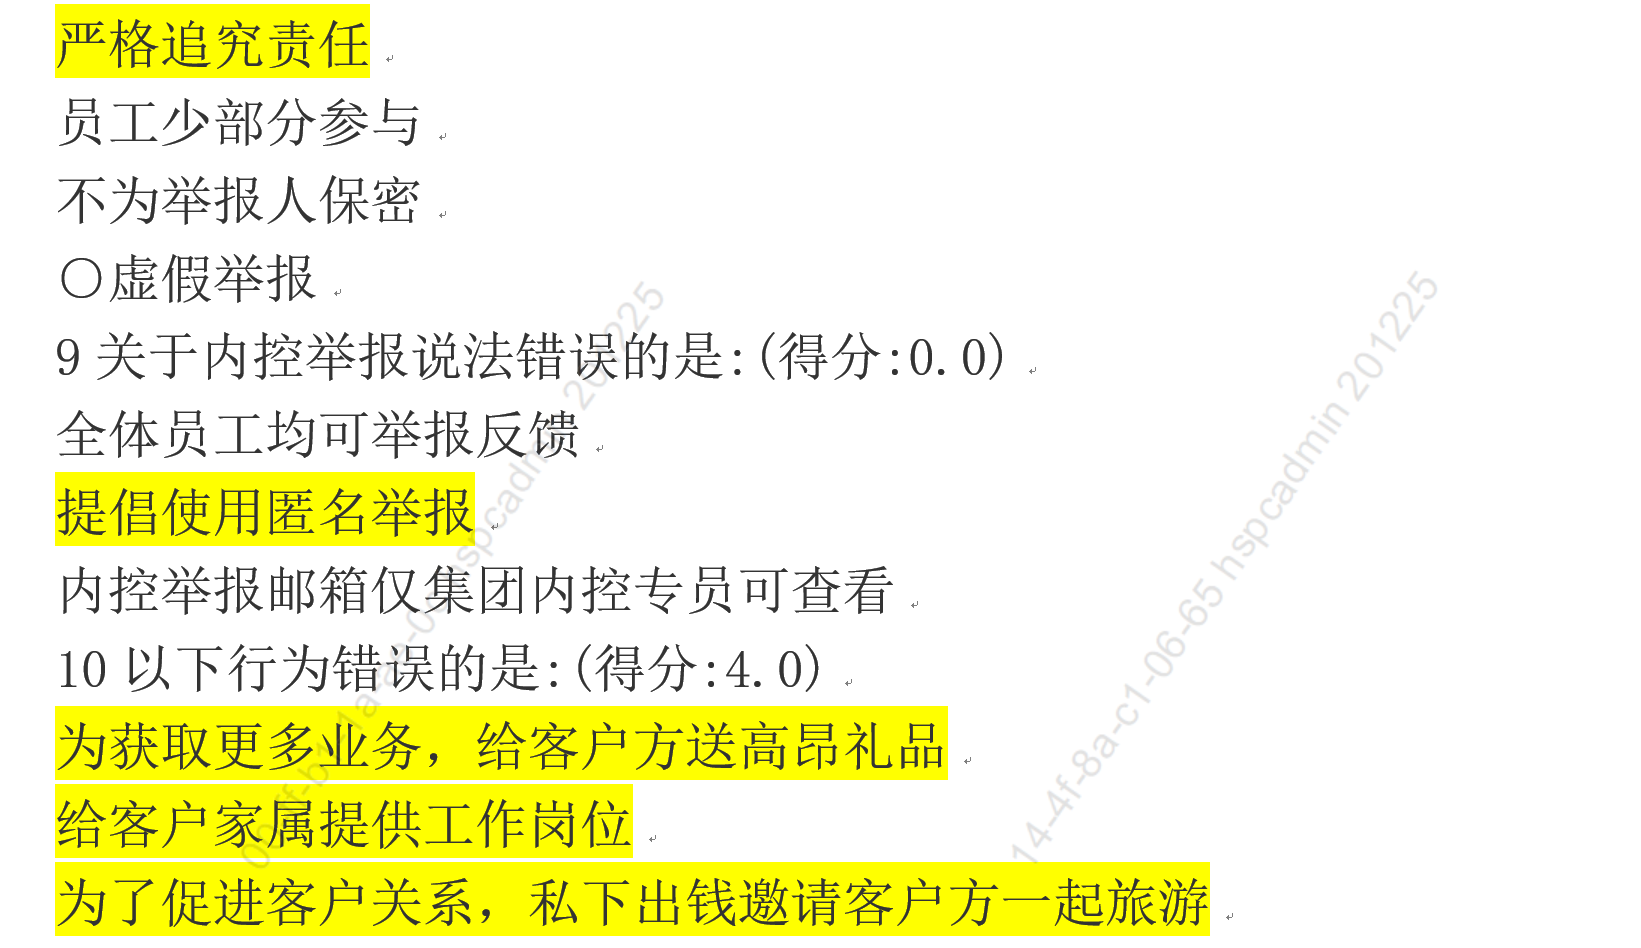 严格追究责任
员工少部分参与
不为举报人保密
〇虚假举报
9 关于内控举报说法错误的是:(得分:0.0)
全体员工均可举报反馈
提倡使用匿名举报
内控举报邮箱仅集团内控专员可查看
10 以下行为错误的是:(得分:4.0)
为获取更多业务，给客户方送高昂礼品
给客户家属提供工作岗位
为了促进客户关系，私下出钱邀请客户方一起旅游
14-4f-8a-c1-06-65 hspcadmin 201225